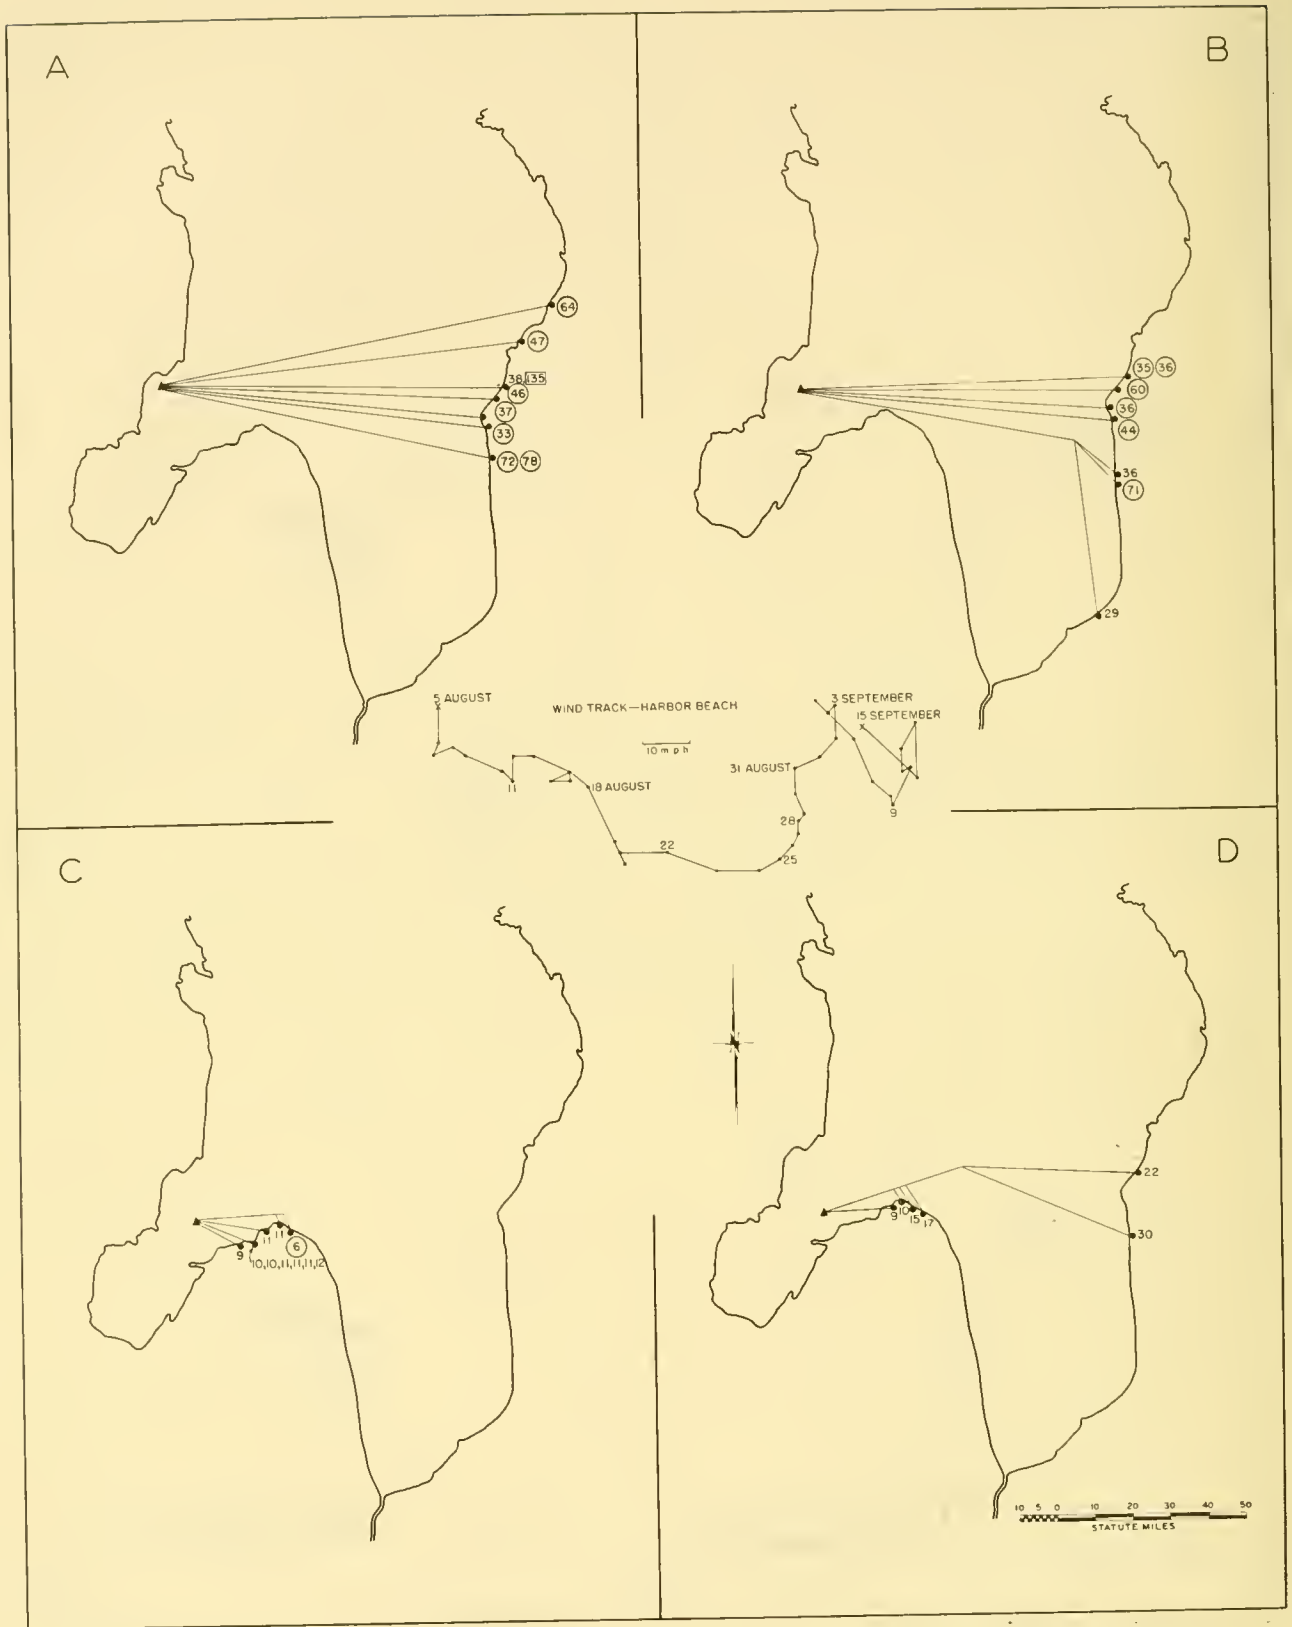 A
B
64
47
38, 135
46
37
33
72 78
35 36
60
36
44
36
71
29
5 AUGUST
WIND TRACK—HARBOR BEACH
10 mph
11
18 AUGUST
22
25
28
31 AUGUST
3 SEPTEMBER
15 SEPTEMBER
9
C
D
9
10,10,11,11,11,12
11
11
6
9
10
15
17
22
30
10 5 0 10 20 30 40 50
STATUTE MILES